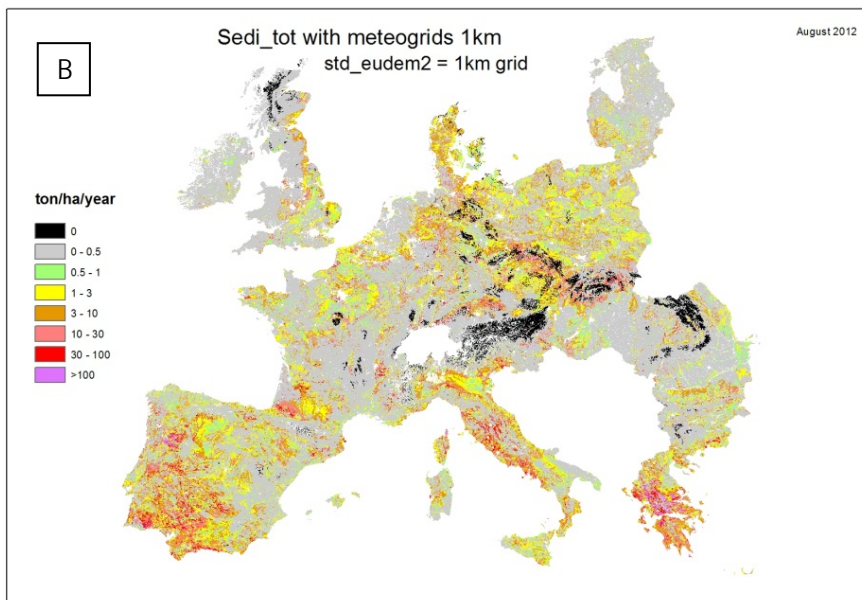 August 2012
B
Sedi_tot with meteogrids 1km
std_eudem2 = 1km grid
ton/ha/year
0
0 - 0.5
0.5 - 1
1 - 3
3 - 10
10 - 30
30 - 100
>100